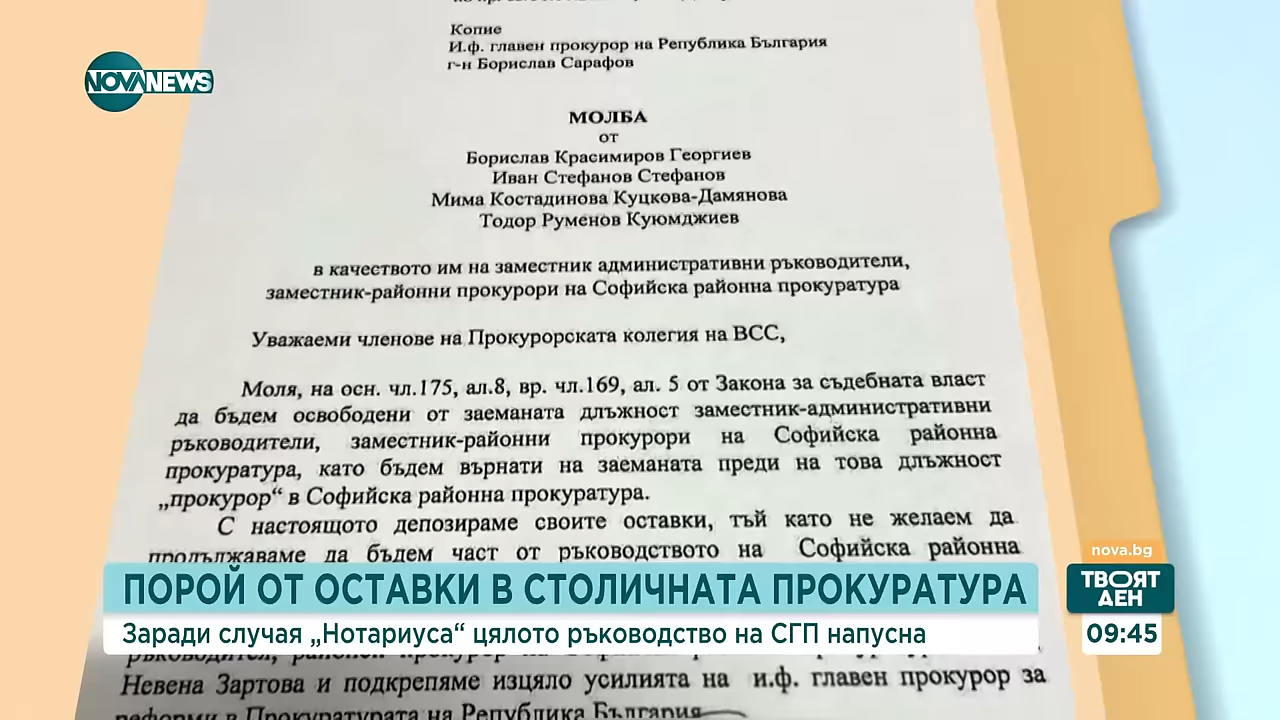 Копие
И.ф. главен прокурор на Република България
г-н Борислав Сарафов
NOVANEWS
МОЛБА
от
Борислав Красимиров Георгиев
Иван Стефанов Стефанов
Мима Костадинова Куцкова-Дамянова
Тодор Руменов Куюмджиев
в качеството им на заместник административни ръководители,
заместник-районни прокурори на Софийска районна прокуратура
Уважаеми членове на Прокурорската колегия на ВСС,
Моля, на осн. чл.175, ал.8, вр. чл.169, ал. 5 от Закона за съдебната власт
да бъдем освободени от заеманата длъжност заместник-административни
ръководители, заместник-районни прокурори на Софийска районна
прокуратура, като бъдем върнати на заеманата преди на това длъжност
„прокурор“ в Софийска районна прокуратура.
С настоящото депозираме своите оставки, тъй като не желаем да
продължаваме да бъдем част от ръководството на Софийска районна
nova.bg
ПОРОЙ ОТ ОСТАВКИ В СТОЛИЧНАТА ПРОКУРАТУРА
ТВОЯТ
ДЕН
Заради случая „Нотариуса“ цялото ръководство на СГП напусна
09:45
Невена Зартова и подкрепяме изцяло усилията на и.ф. главен прокурор за
реформи в Прокуратурата на Република България